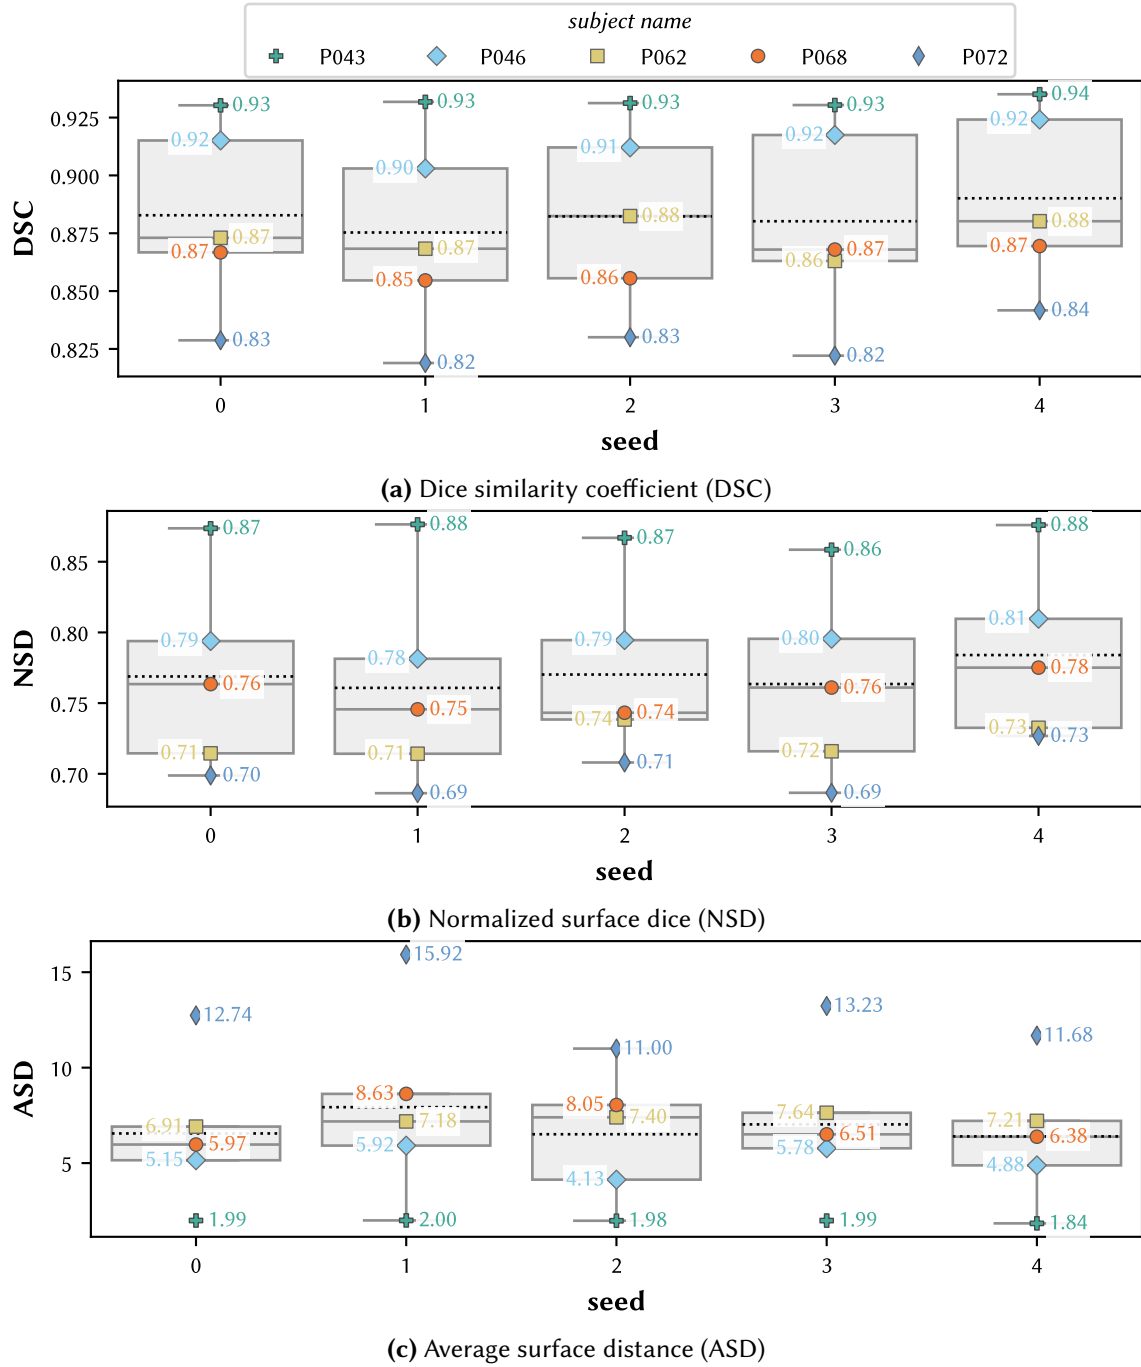 subject name
P043 P046 P062 P068 P072
DSC
0.925
0.900
0.875
0.850
0.825
0.93 0.93 0.93 0.93 0.94
0.92 0.90 0.91 0.92 0.92
0.87 0.87 0.88 0.87 0.88
0.87 0.85 0.86 0.86 0.87
0.83 0.82 0.83 0.82 0.84
0 1 2 3 4
seed
(a) Dice similarity coefficient (DSC)
NSD
0.85
0.80
0.75
0.70
0.87 0.88 0.87 0.86 0.88
0.79 0.78 0.79 0.80 0.81
0.76 0.75 0.74 0.76 0.78
0.71 0.71 0.74 0.72 0.73
0.70 0.69 0.71 0.69 0.73
0 1 2 3 4
seed
(b) Normalized surface dice (NSD)
ASD
15
10
5
12.74 15.92 11.00 13.23 11.68
6.91 8.63 8.05 7.64 7.21
5.97 7.18 7.40 6.51 6.38
5.15 5.92 4.13 5.78 4.88
1.99 2.00 1.98 1.99 1.84
0 1 2 3 4
seed
(c) Average surface distance (ASD)